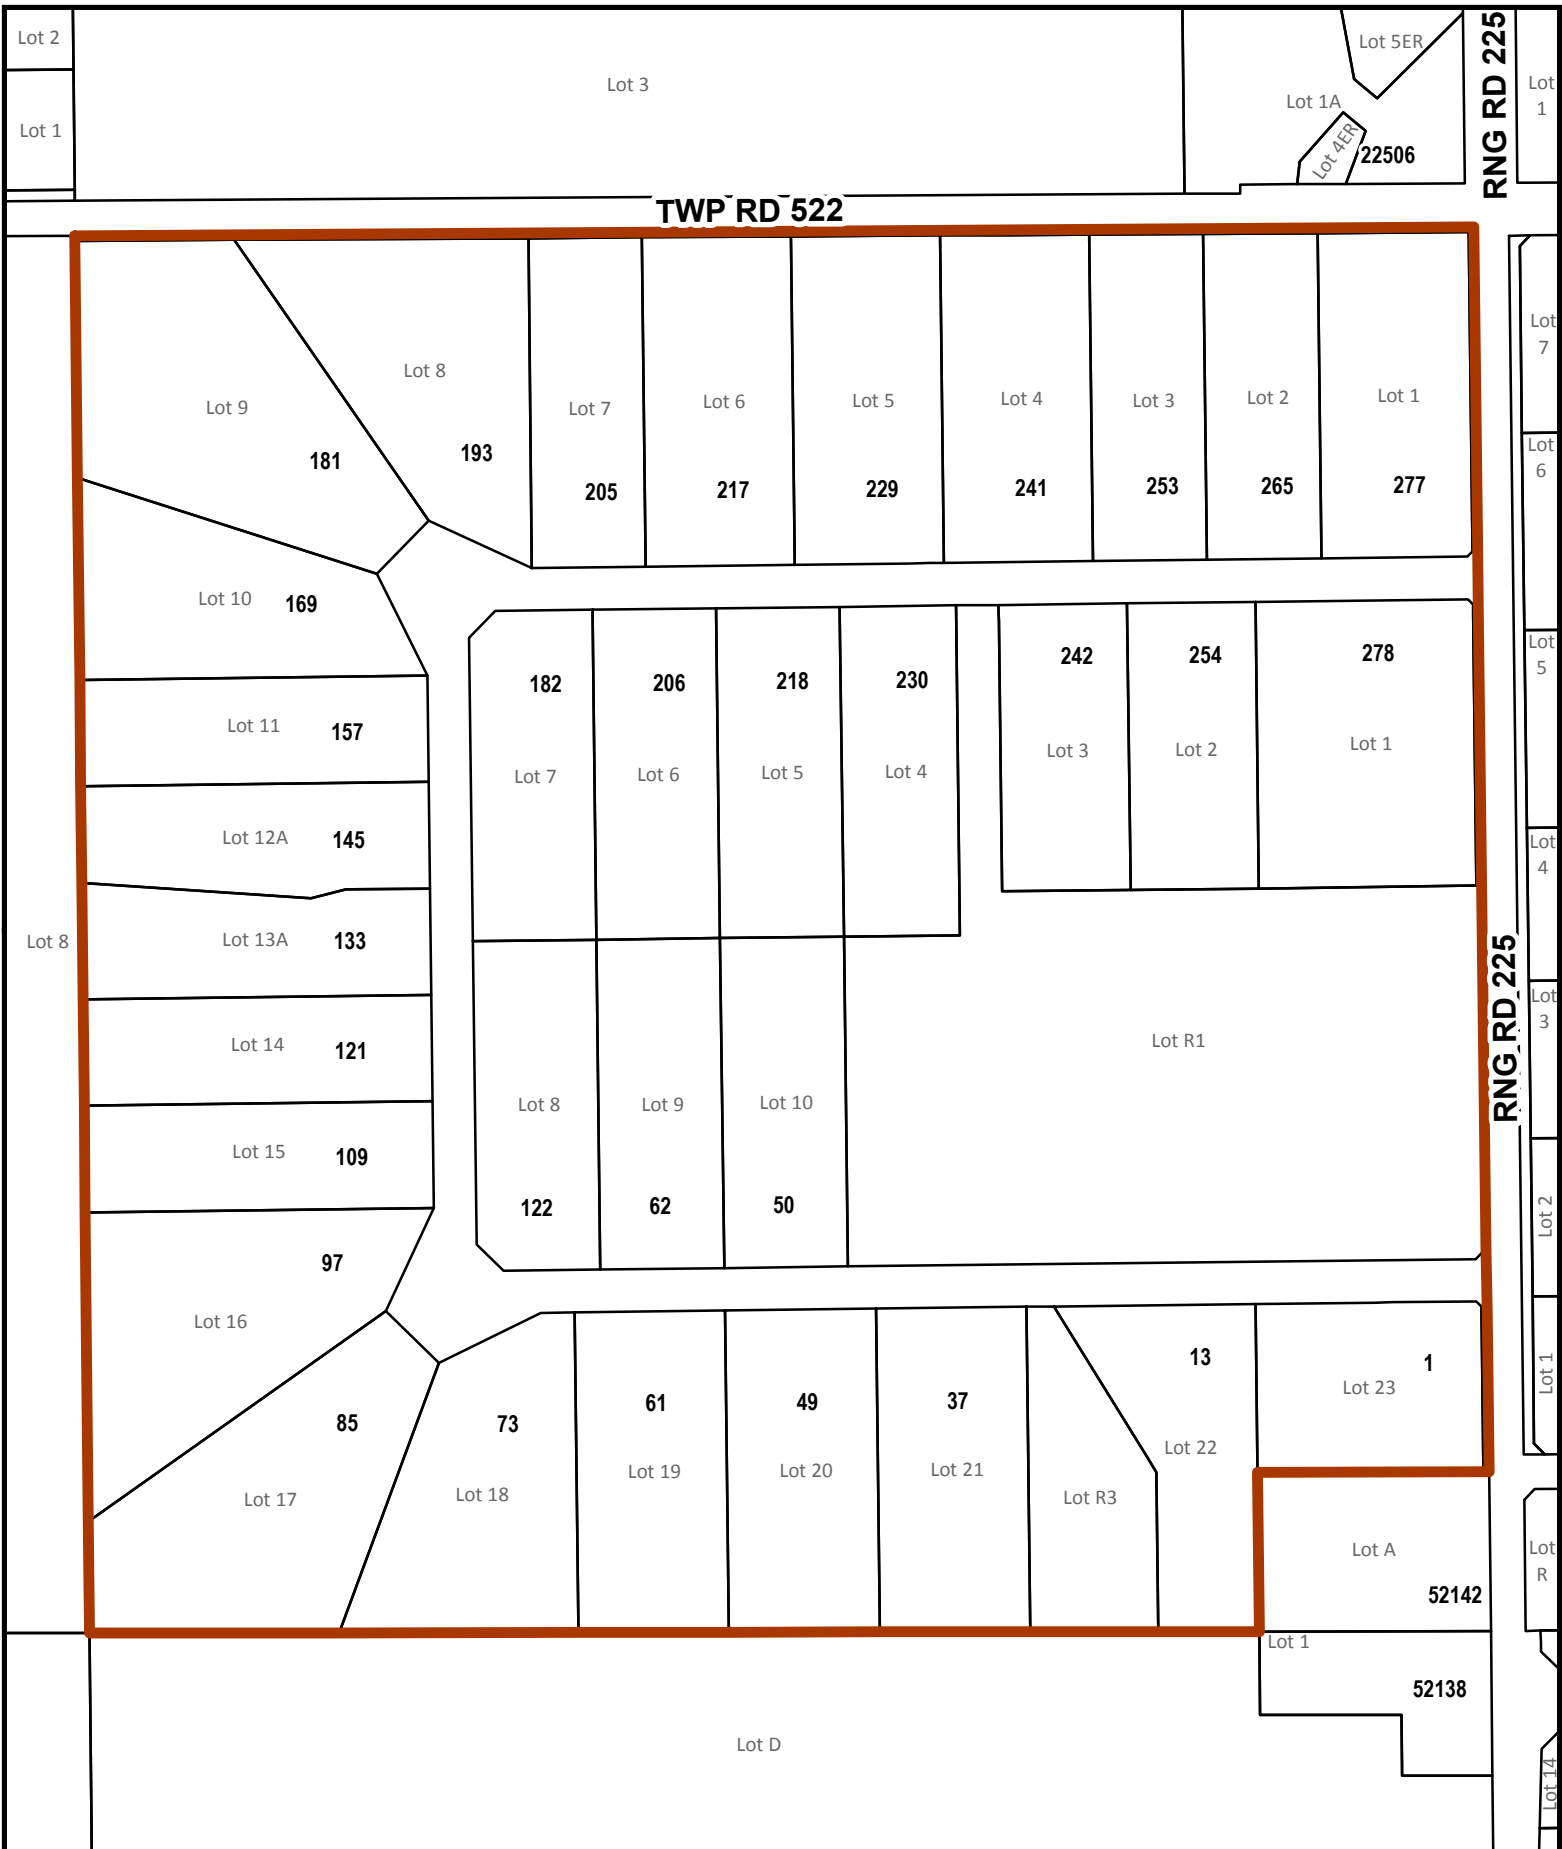 Lot 2
Lot 3
Lot 5ER
RNG RD 225
Lot
1
Lot 1A
Lot 1
Lot 4ER
22506
TWP RD 522
Lot
7
Lot 9
181
Lot 8
193
Lot 7
205
Lot 6
217
Lot 5
229
Lot 4
241
Lot 3
253
Lot 2
265
Lot 1
277
Lot
6
Lot 10 169
Lot
5
182
Lot 7
206
Lot 6
218
Lot 5
230
Lot 4
242
Lot 3
254
Lot 2
278
Lot 1
Lot 11 157
Lot 12A 145
Lot
4
Lot 8
Lot 13A 133
RNG RD 225
Lot
3
Lot 14 121
Lot R1
Lot 8
122
Lot 9
62
Lot 10
50
Lot 15 109
Lot 2
97
Lot 16
Lot 1
85
Lot 17
73
Lot 18
61
Lot 19
49
Lot 20
37
Lot 21
Lot R3
13
Lot 22
1
Lot 23
Lot A
52142
Lot
R
Lot 1
52138
Lot D
Lot 14